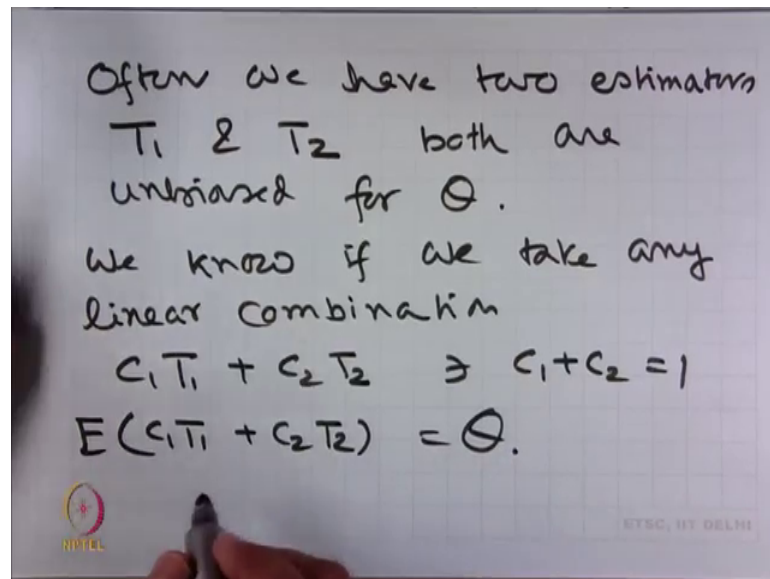 Often we have two estimators
T₁ & T₂ both are
unbiased for θ.
We know if we take any
linear combination
C₁T₁ + C₂T₂ ∋ C₁+C₂ = 1
E(C₁T₁ + C₂T₂) = θ.
NPTEL
ETSC, IIT DELHI